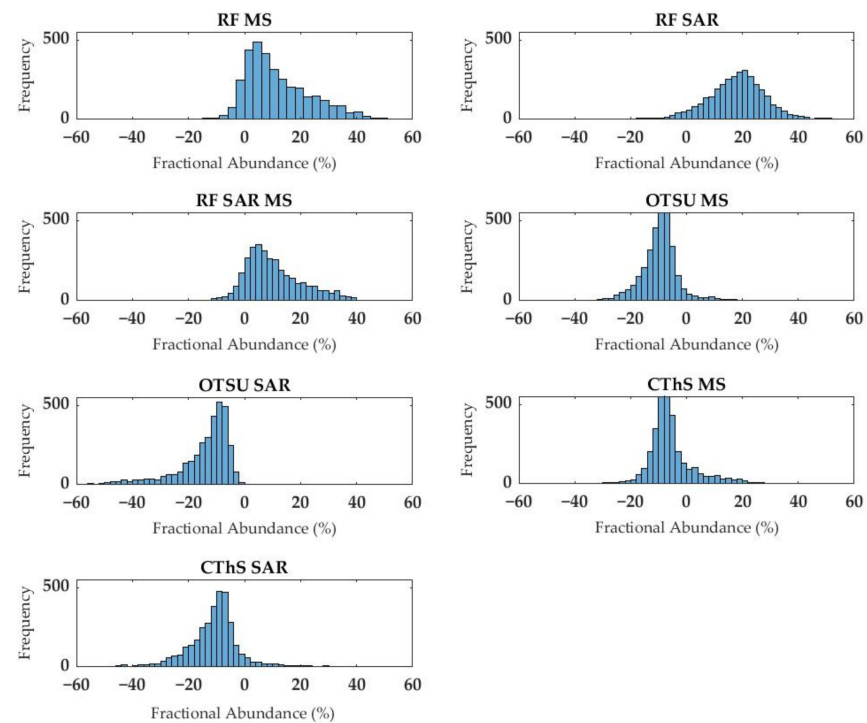 RF MS
500
Frequency
0
−60 −40 −20 0 20 40 60
Fractional Abundance (%)
RF SAR
500
Frequency
0
−60 −40 −20 0 20 40 60
Fractional Abundance (%)
RF SAR MS
500
Frequency
0
−60 −40 −20 0 20 40 60
Fractional Abundance (%)
OTSU MS
500
Frequency
0
−60 −40 −20 0 20 40 60
Fractional Abundance (%)
OTSU SAR
500
Frequency
0
−60 −40 −20 0 20 40 60
Fractional Abundance (%)
CThS MS
500
Frequency
0
−60 −40 −20 0 20 40 60
Fractional Abundance (%)
CThS SAR
500
Frequency
0
−60 −40 −20 0 20 40 60
Fractional Abundance (%)